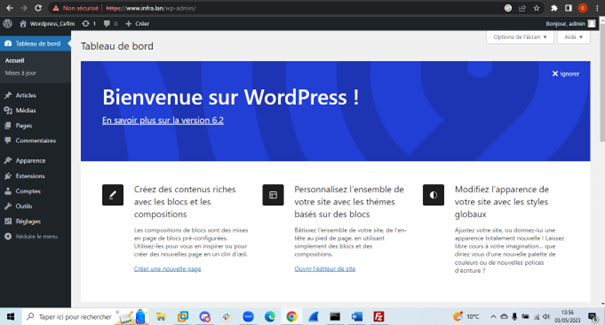 Non sécurisé | https://www.infra.lan/wp-admin/
Wordpress_Cefim 1 0 + Créer Bonjour, admin
Options de l'écran Aide
Tableau de bord
Accueil
Mises à jour
Articles
Médias
Pages
Commentaires
Apparence
Extensions
Comptes
Outils
Réglages
Réduire le menu
Tableau de bord
Ignorer
Bienvenue sur WordPress !
En savoir plus sur la version 6.2
Créez des contenus riches
avec les blocs et les
compositions
Les compositions de blocs sont des mises
en page de blocs pré-configurées.
Utilisez-les pour vous en inspirer ou pour
créer des nouvelles page en un clin d'œil.
Créer une nouvelle page
Personnalisez l'ensemble de
votre site avec les thèmes
basés sur des blocs
Bâtissez l'ensemble de votre site, de l'en-
tête au pied de page, en utilisant
simplement des blocs et des
compositions.
Ouvrir l'éditeur de site
Modifiez l'apparence de
votre site avec les styles
globaux
Ajustez votre site, ou donnez-lui une
apparence totalement nouvelle ! Laissez
libre cours à votre imagination... que
diriez vous d'une nouvelle palette de
couleurs ou de nouvelles polices
d'écriture ?
Taper ici pour rechercher
10°C
13:56
03/05/2023